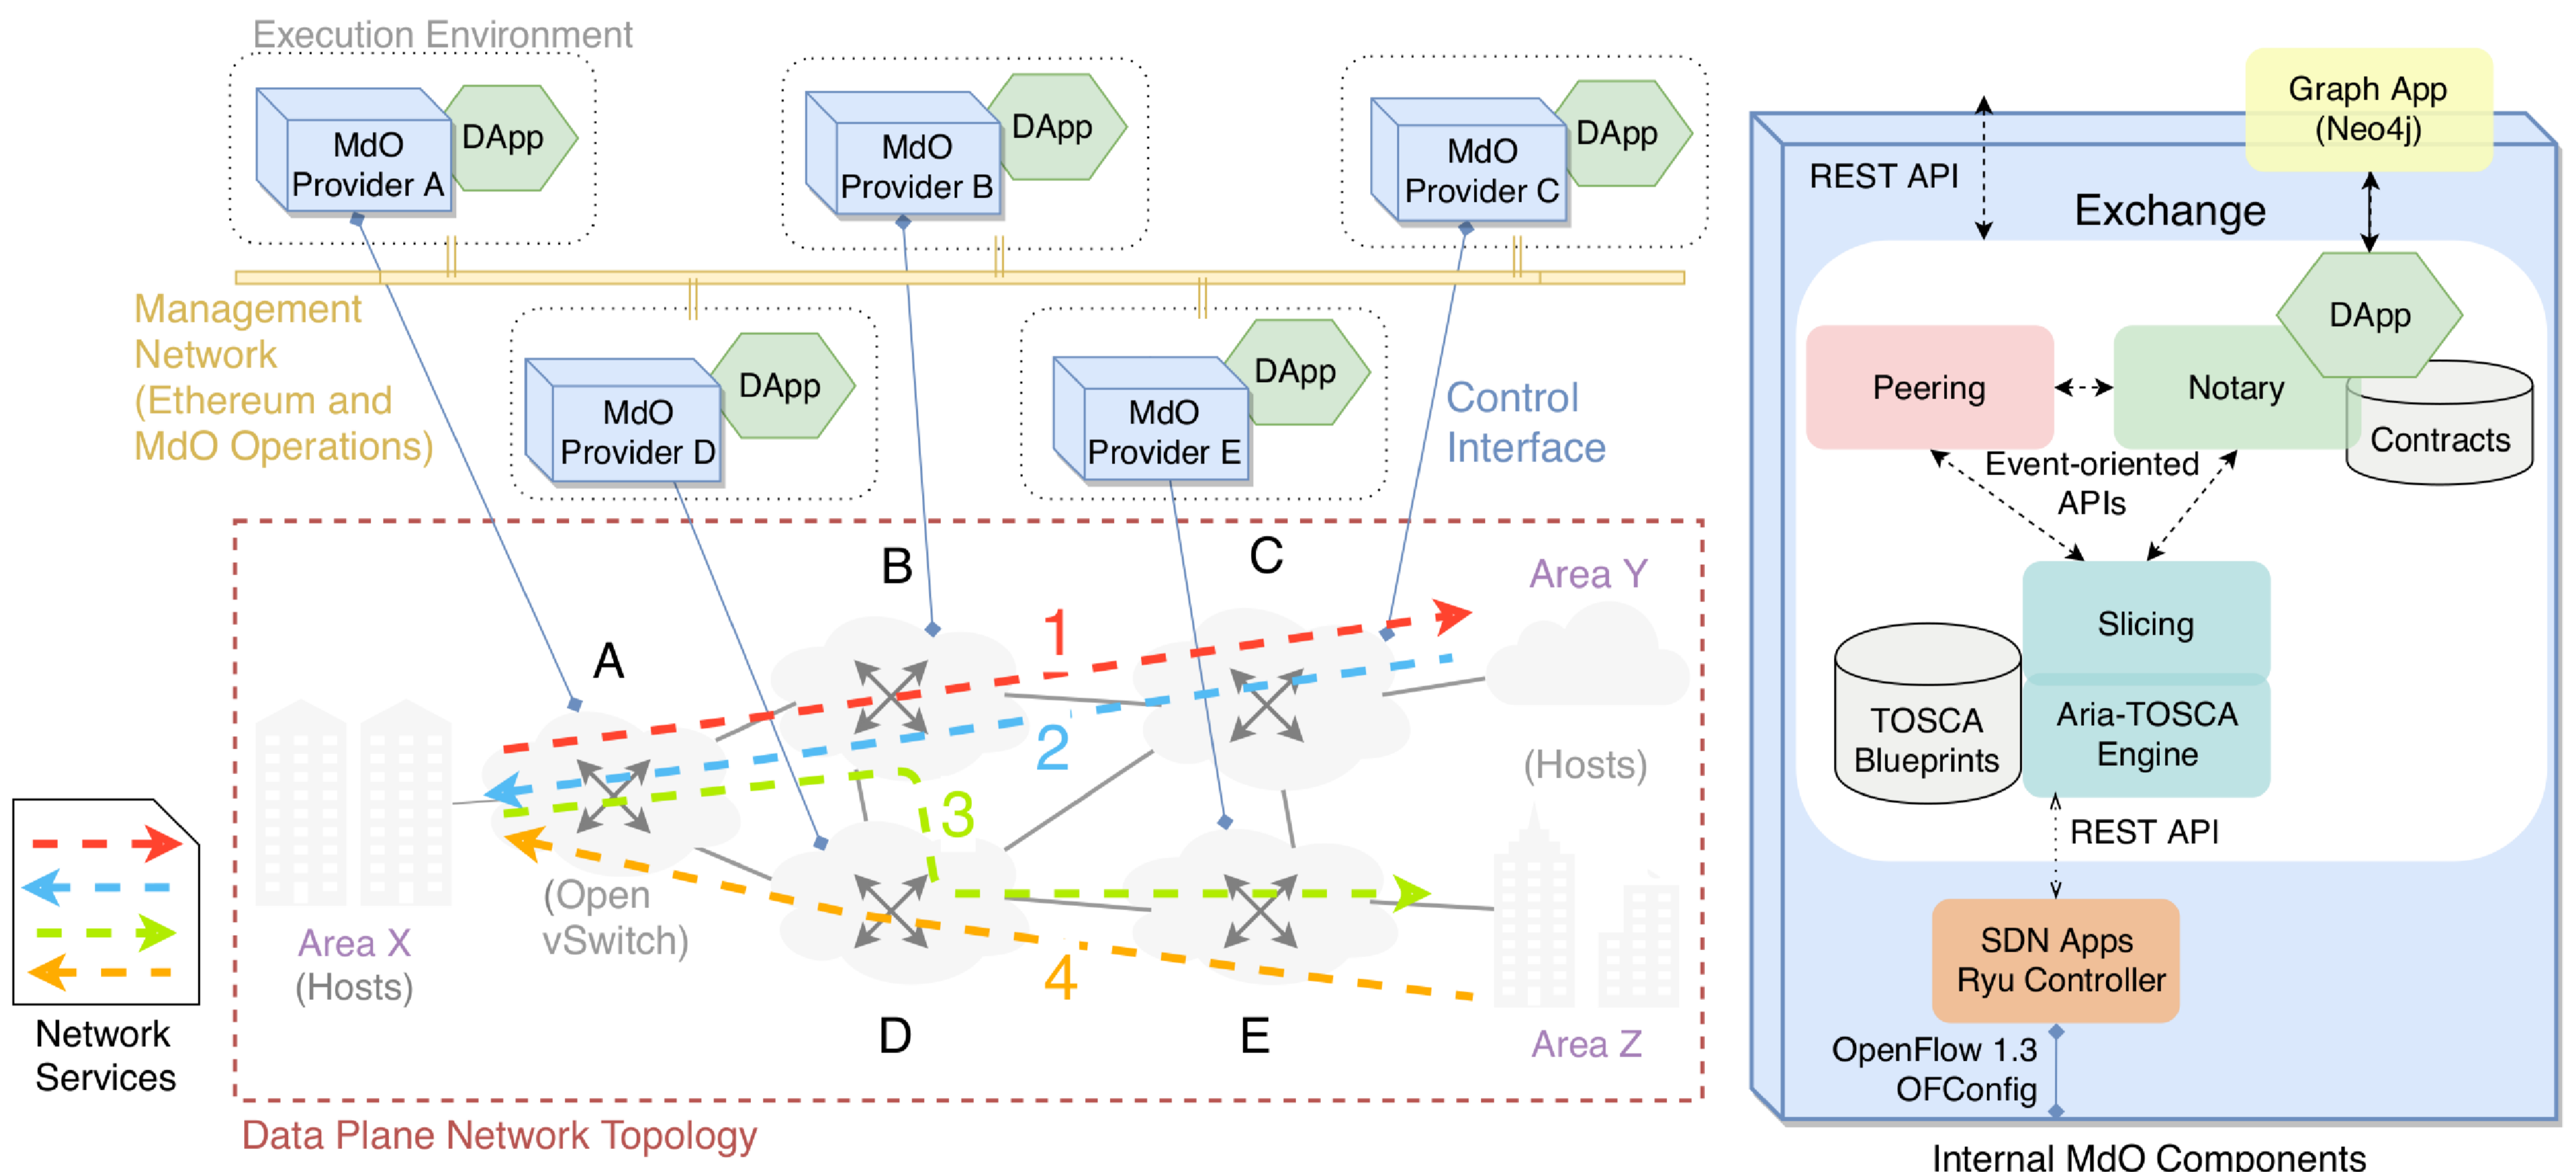 Execution Environment
MdO
Provider A
DApp
MdO
Provider B
DApp
MdO
Provider C
DApp
Management
Network
(Ethereum and
MdO Operations)
MdO
Provider D
DApp
MdO
Provider E
DApp
Control
Interface
A
B
C
D
E
1
2
3
4
Area X
(Hosts)
(Open
vSwitch)
Area Y
(Hosts)
Area Z
Network
Services
Data Plane Network Topology
Graph App
(Neo4j)
REST API
Exchange
DApp
Peering
Notary
Contracts
Event-oriented
APIs
Slicing
TOSCA
Blueprints
Aria-TOSCA
Engine
REST API
SDN Apps
Ryu Controller
OpenFlow 1.3
OFConfig
Internal MdO Components